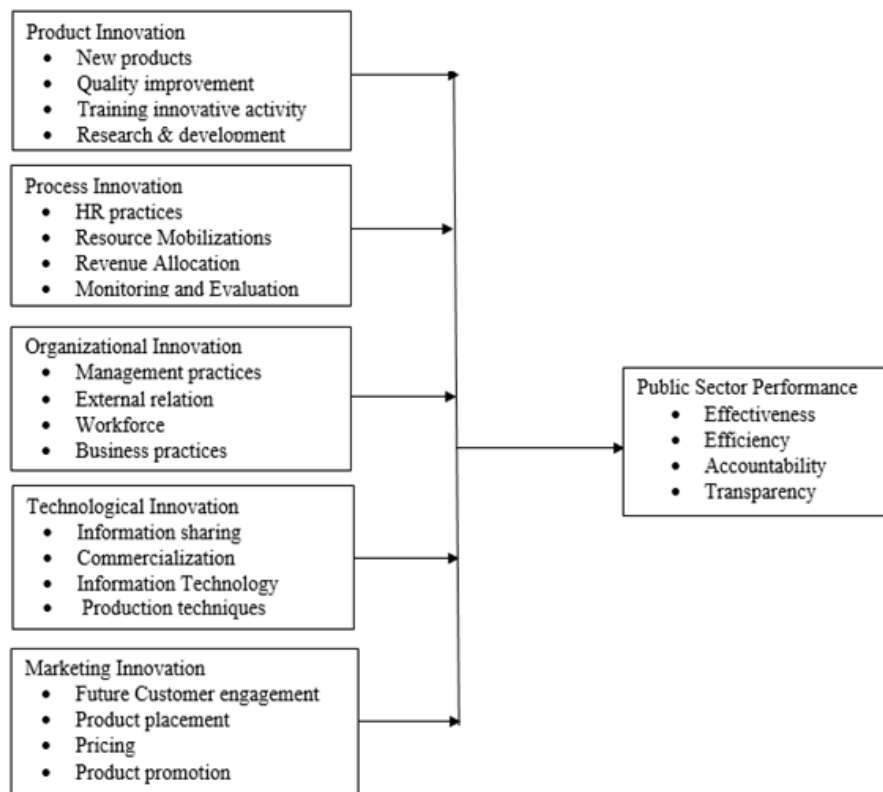 Product Innovation
• New products
• Quality improvement
• Training innovative activity
• Research & development
Process Innovation
• HR practices
• Resource Mobilizations
• Revenue Allocation
• Monitoring and Evaluation
Organizational Innovation
• Management practices
• External relation
• Workforce
• Business practices
Technological Innovation
• Information sharing
• Commercialization
• Information Technology
• Production techniques
Marketing Innovation
• Future Customer engagement
• Product placement
• Pricing
• Product promotion
Public Sector Performance
• Effectiveness
• Efficiency
• Accountability
• Transparency